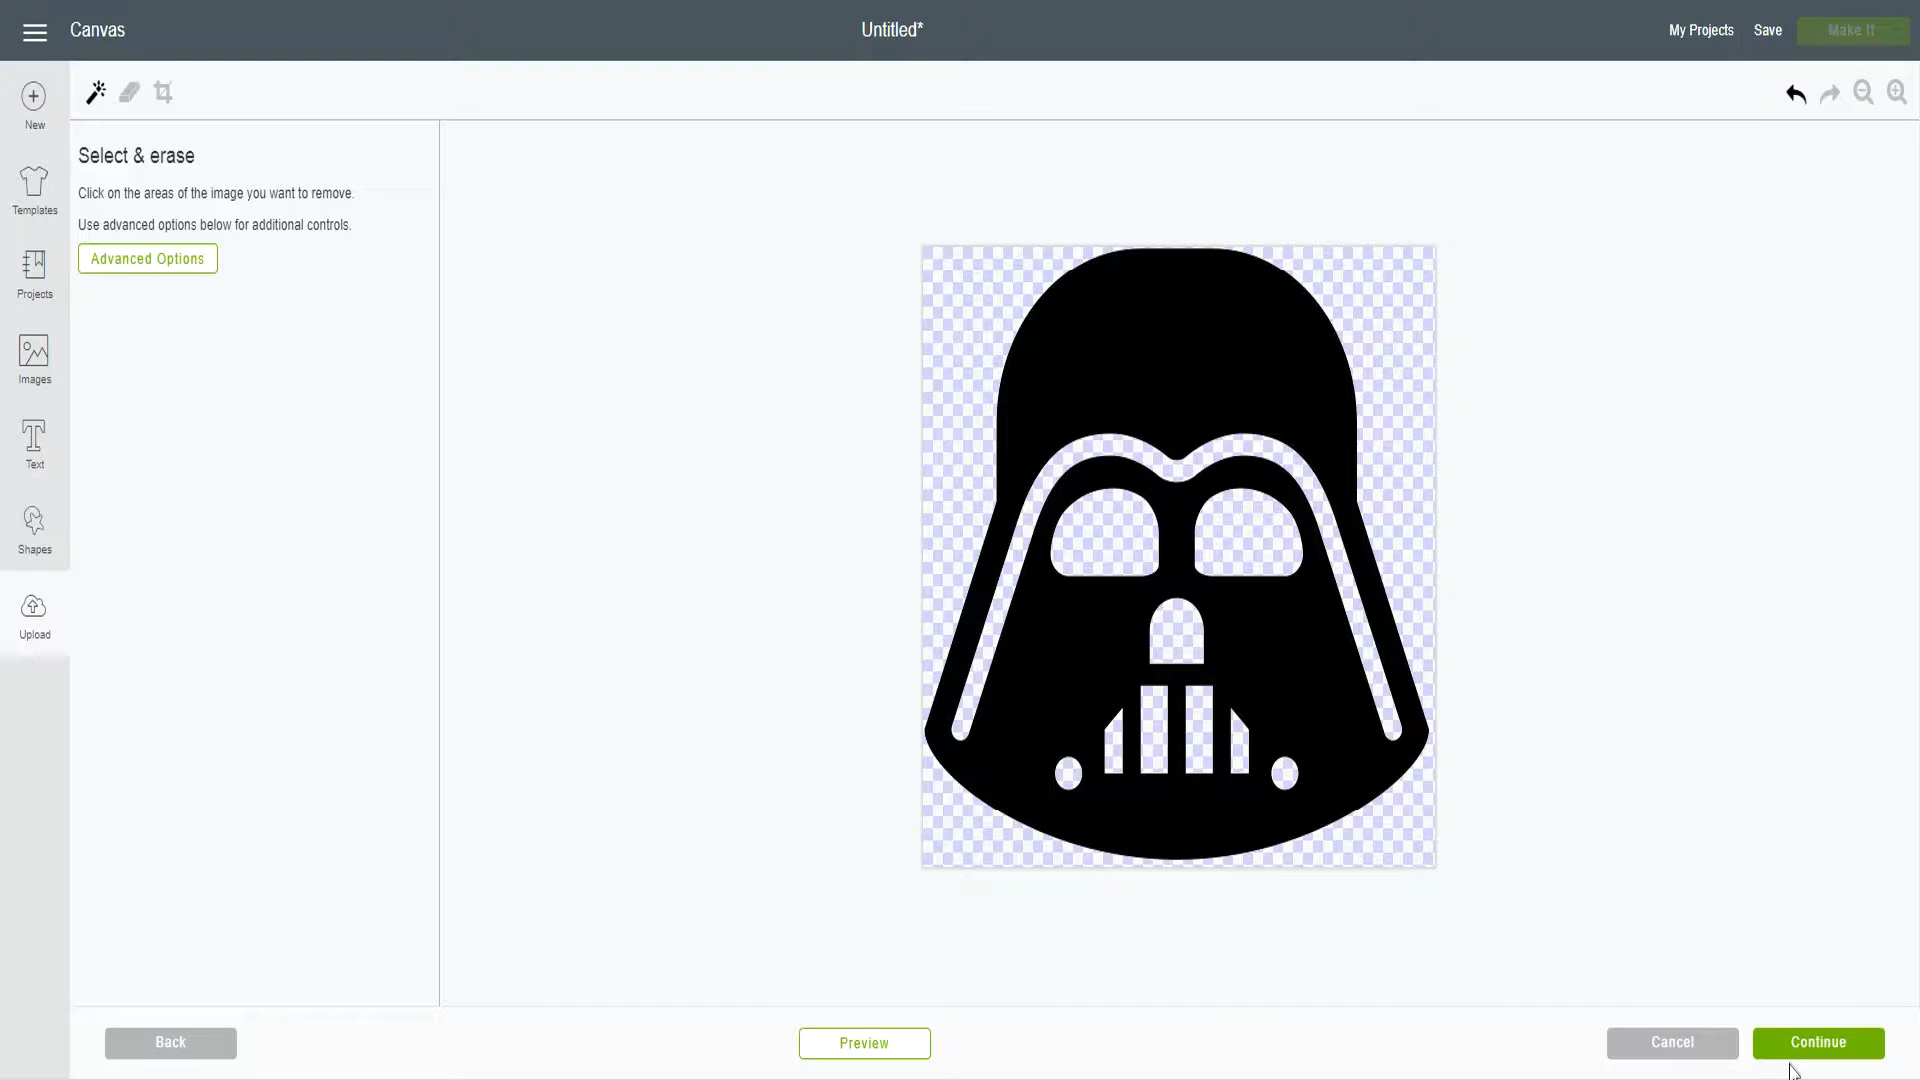 Canvas
Untitled*
My Projects
Save
Make It
New
Templates
Projects
Images
Text
Shapes
Upload
Select & erase
Click on the areas of the image you want to remove.
Use advanced options below for additional controls.
Advanced Options
Back
Preview
Cancel
Continue